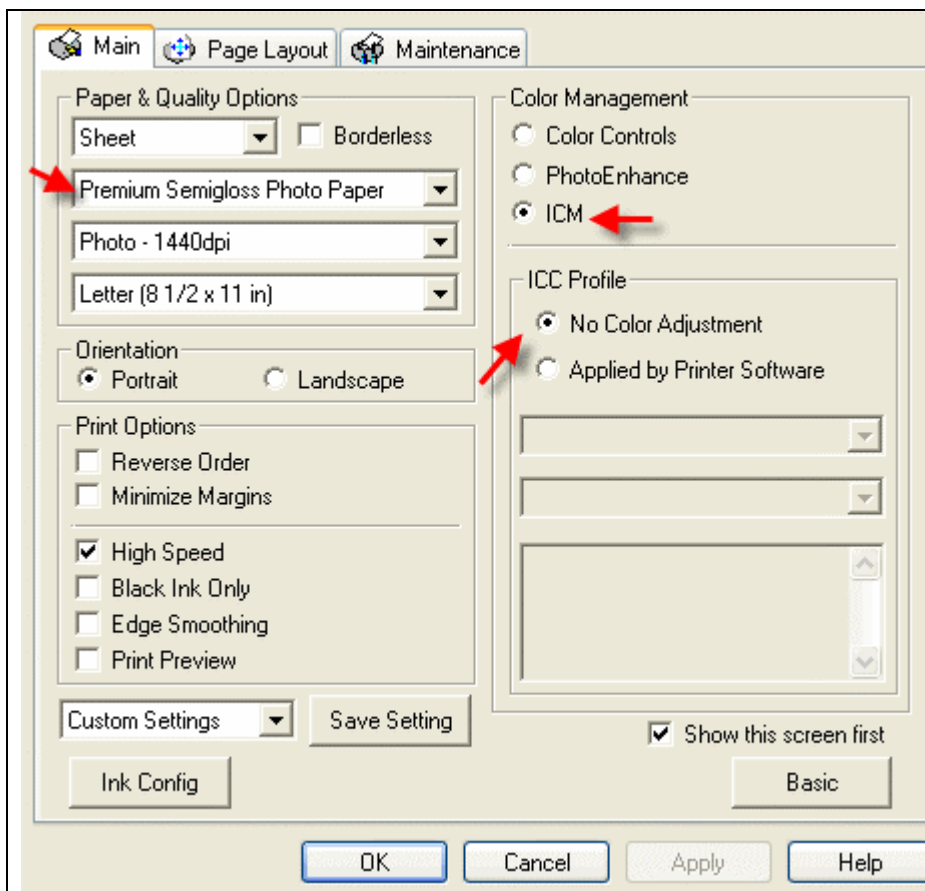 Main Page Layout Maintenance
Paper & Quality Options
Sheet Borderless
Premium Semigloss Photo Paper
Photo - 1440dpi
Letter (8 1/2 x 11 in)
Orientation
Portrait Landscape
Print Options
Reverse Order
Minimize Margins
High Speed
Black Ink Only
Edge Smoothing
Print Preview
Custom Settings Save Setting
Ink Config
Color Management
Color Controls
PhotoEnhance
ICM
ICC Profile
No Color Adjustment
Applied by Printer Software
Show this screen first
Basic
OK Cancel Apply Help